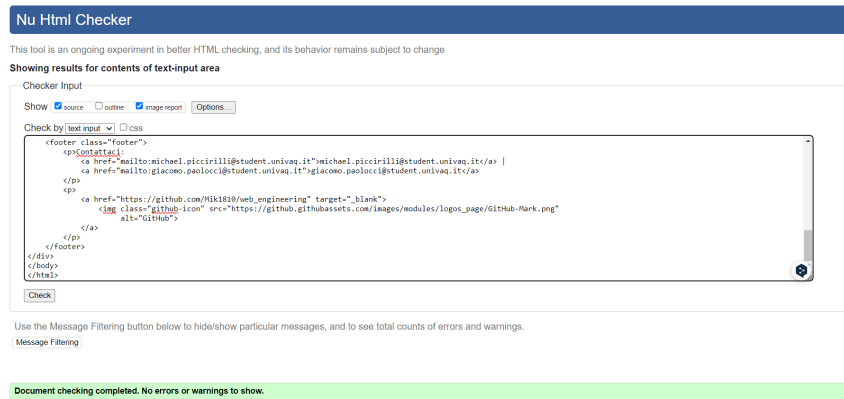 Nu Html Checker
This tool is an ongoing experiment in better HTML checking, and its behavior remains subject to change
Showing results for contents of text-input area
Checker Input
Show source outline image report Options...
Check by text input css
<footer class="footer">
<p>Contattaci:
<a href="mailto:michael.piccirilli@student.univaq.it">michael.piccirilli@student.univaq.it</a> |
<a href="mailto:giacomo.paolocci@student.univaq.it">giacomo.paolocci@student.univaq.it</a>
</p>
<p>
<a href="https://github.com/Mik1810/web_engineering" target="_blank">
<img class="github-icon" src="https://github.githubassets.com/images/modules/logos_page/GitHub-Mark.png"
alt="GitHub">
</a>
</p>
</footer>
</div>
</body>
</html>
Check
Use the Message Filtering button below to hide/show particular messages, and to see total counts of errors and warnings.
Message Filtering
Document checking completed. No errors or warnings to show.